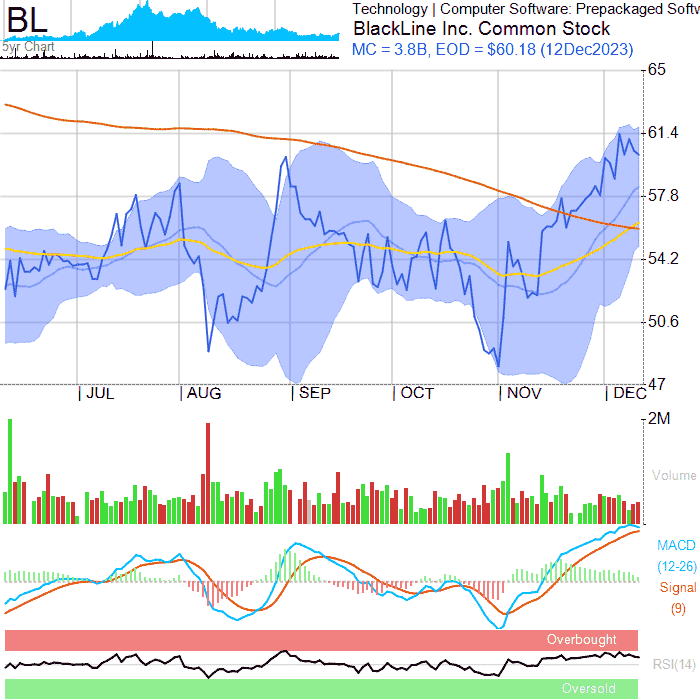 BL
5yr Chart
Technology | Computer Software: Prepackaged Softw
BlackLine Inc. Common Stock
MC = 3.8B, EOD = $60.18 (12Dec2023)
65
61.4
57.8
54.2
50.6
47
| JUL | AUG | SEP | OCT | NOV | DEC
2M
Volume
MACD
(12-26)
Signal
(9)
Overbought
RSI(14)
Oversold